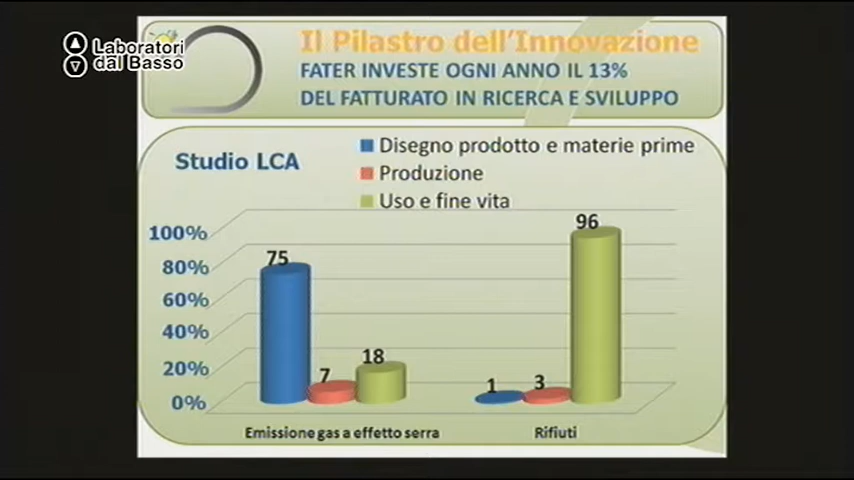 Laboratori
dal Basso
Il Pilastro dell'Innovazione
FATER INVESTE OGNI ANNO IL 13%
DEL FATTURATO IN RICERCA E SVILUPPO
Studio LCA
Disegno prodotto e materie prime
Produzione
Uso e fine vita
100%
80%
60%
40%
20%
0%
75
7
18
1
3
96
Emissione gas a effetto serra
Rifiuti